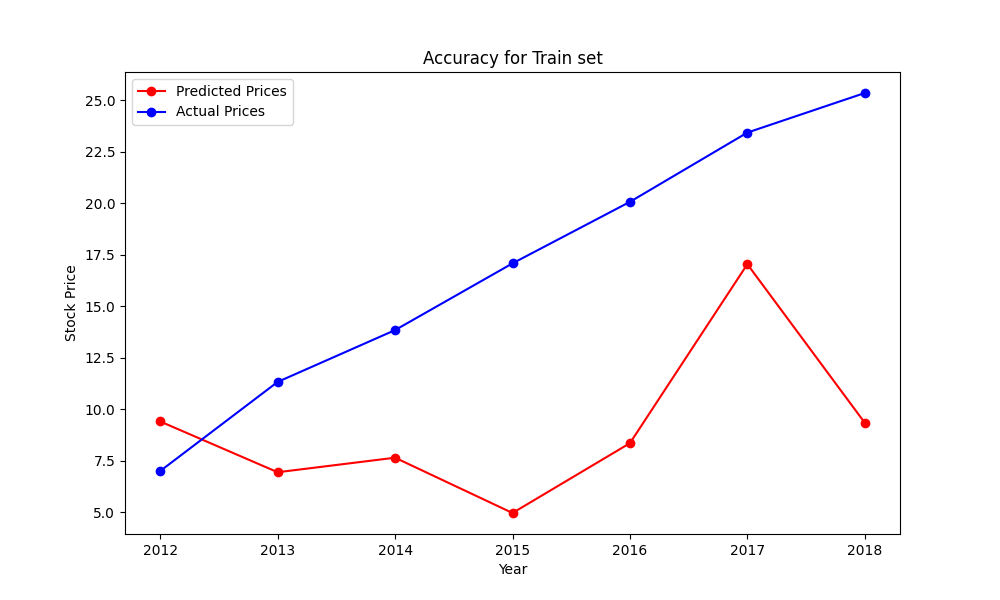 Accuracy for Train set
Predicted Prices
Actual Prices
25.0
22.5
20.0
17.5
15.0
12.5
10.0
7.5
5.0
Stock Price
2012 2013 2014 2015 2016 2017 2018
Year